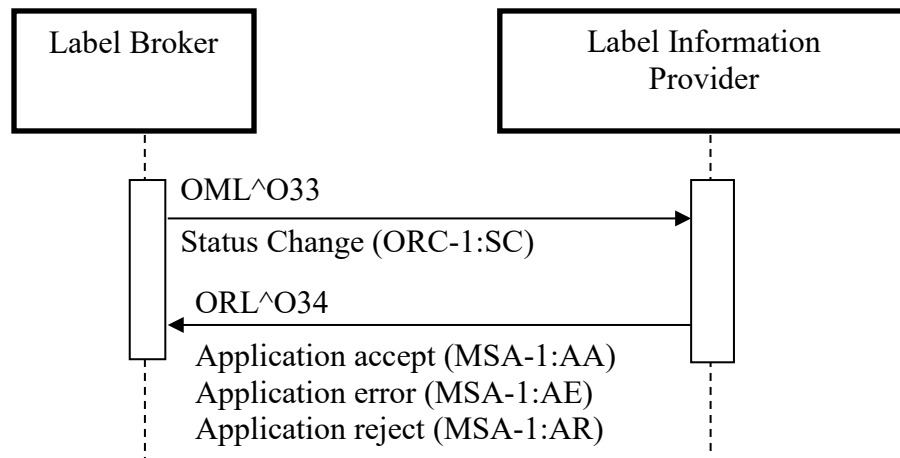 Label Broker
Label Information
Provider
OML^O33
Status Change (ORC-1:SC)
ORL^O34
Application accept (MSA-1:AA)
Application error (MSA-1:AE)
Application reject (MSA-1:AR)